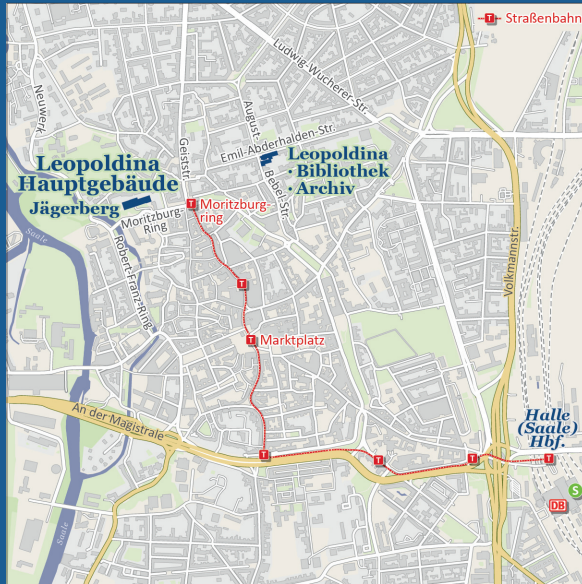 T Straßenbahn
Ludwig-Wucherer-Str.
Neuwerk
Geiststr.
August-
Bebel-Str.
Emil-Abderhalden-Str.
Leopoldina
Hauptgebäude
Jägerberg
Leopoldina
· Bibliothek
· Archiv
Moritzburg-
Ring
T Moritzburg-
ring
Saale
Robert-Franz-Ring
Volkmannstr.
T
T Marktplatz
An der Magistrale
Halle
(Saale)
Hbf.
T
T
T
T
S
DB
Saale